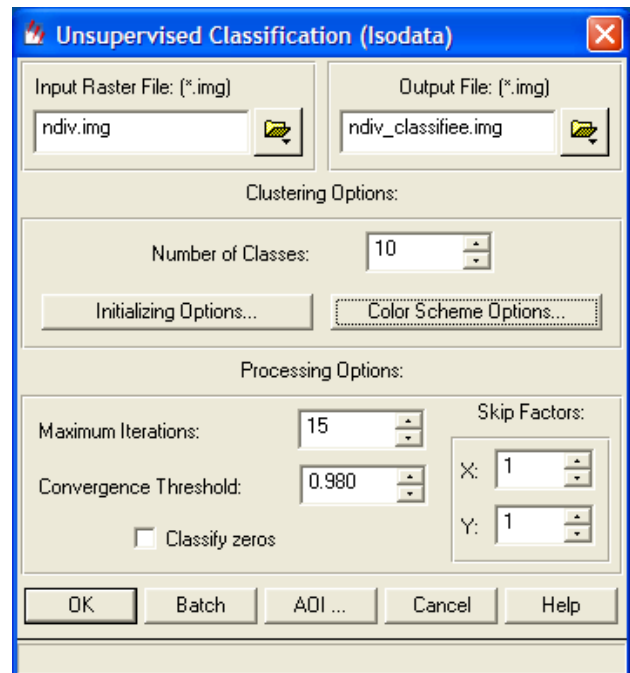 Unsupervised Classification (Isodata)
Input Raster File: (*.img) Output File: (*.img)
ndiv.img ndiv_classifiee.img
Clustering Options:
Number of Classes: 10
Initializing Options... Color Scheme Options...
Processing Options:
Maximum Iterations: 15 Skip Factors:
Convergence Threshold: 0.980 X: 1
Classify zeros Y: 1
OK Batch AOI ... Cancel Help